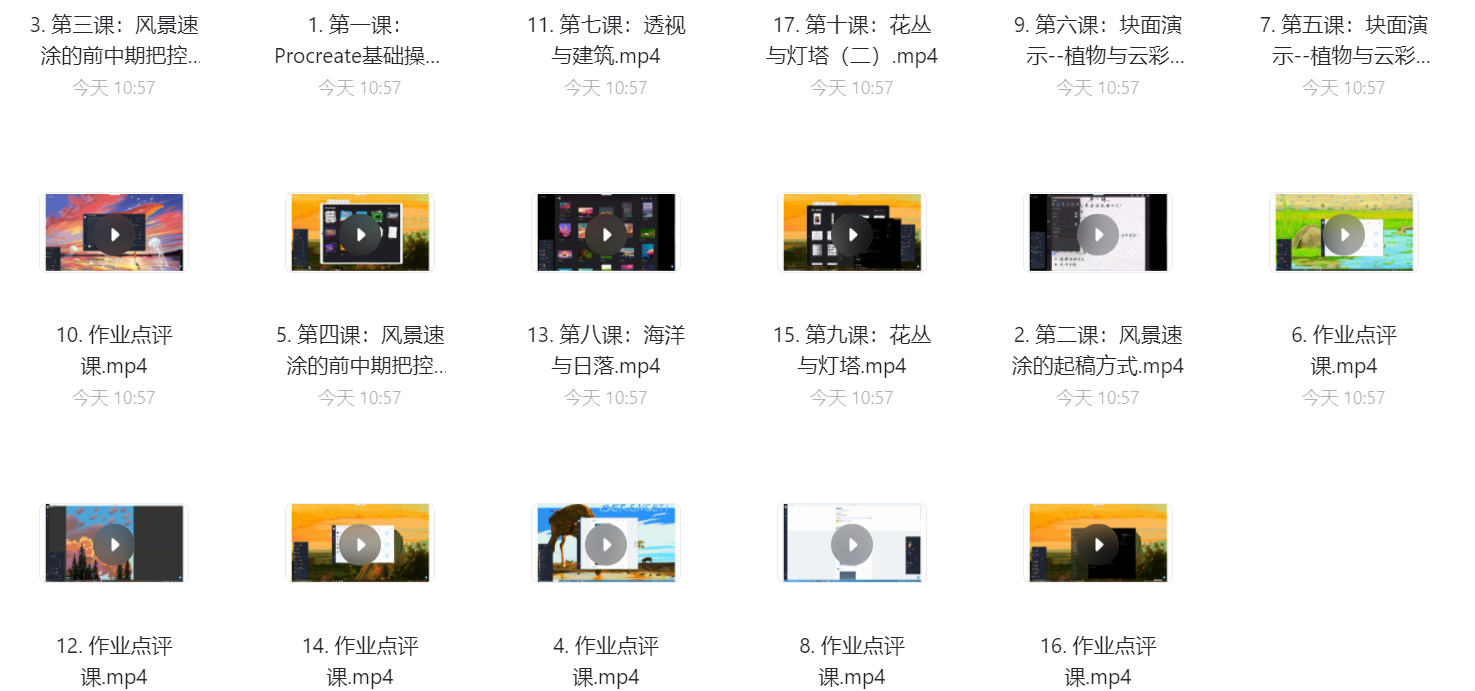 3. 第三课：风景速
涂的前中期把控...
今天 10:57
1. 第一课：
Procreate基础操...
今天 10:57
11. 第七课：透视
与建筑.mp4
今天 10:57
17. 第十课：花丛
与灯塔（二）.mp4
今天 10:57
9. 第六课：块面演
示--植物与云彩...
今天 10:57
7. 第五课：块面演
示--植物与云彩...
今天 10:57
10. 作业点评
课.mp4
今天 10:57
5. 第四课：风景速
涂的前中期把控...
今天 10:57
13. 第八课：海洋
与日落.mp4
今天 10:57
15. 第九课：花丛
与灯塔.mp4
今天 10:57
2. 第二课：风景速
涂的起稿方式.mp4
今天 10:57
6. 作业点评
课.mp4
今天 10:57
12. 作业点评
课.mp4
14. 作业点评
课.mp4
4. 作业点评
课.mp4
8. 作业点评
课.mp4
16. 作业点评
课.mp4